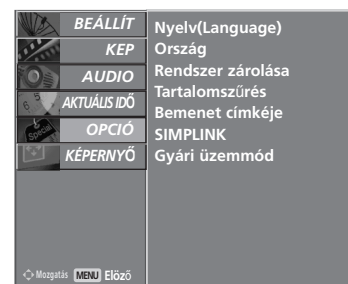 BEÁLLÍT
KEP
AUDIO
AKTUÁLIS IDŐ
OPCIÓ
KÉPERNYŐ
Nyelv(Language)
Ország
Rendszer zárolása
Tartalomszűrés
Bemenet címkéje
SIMPLINK
Gyári üzemmód
Mozgatás MENU Előző